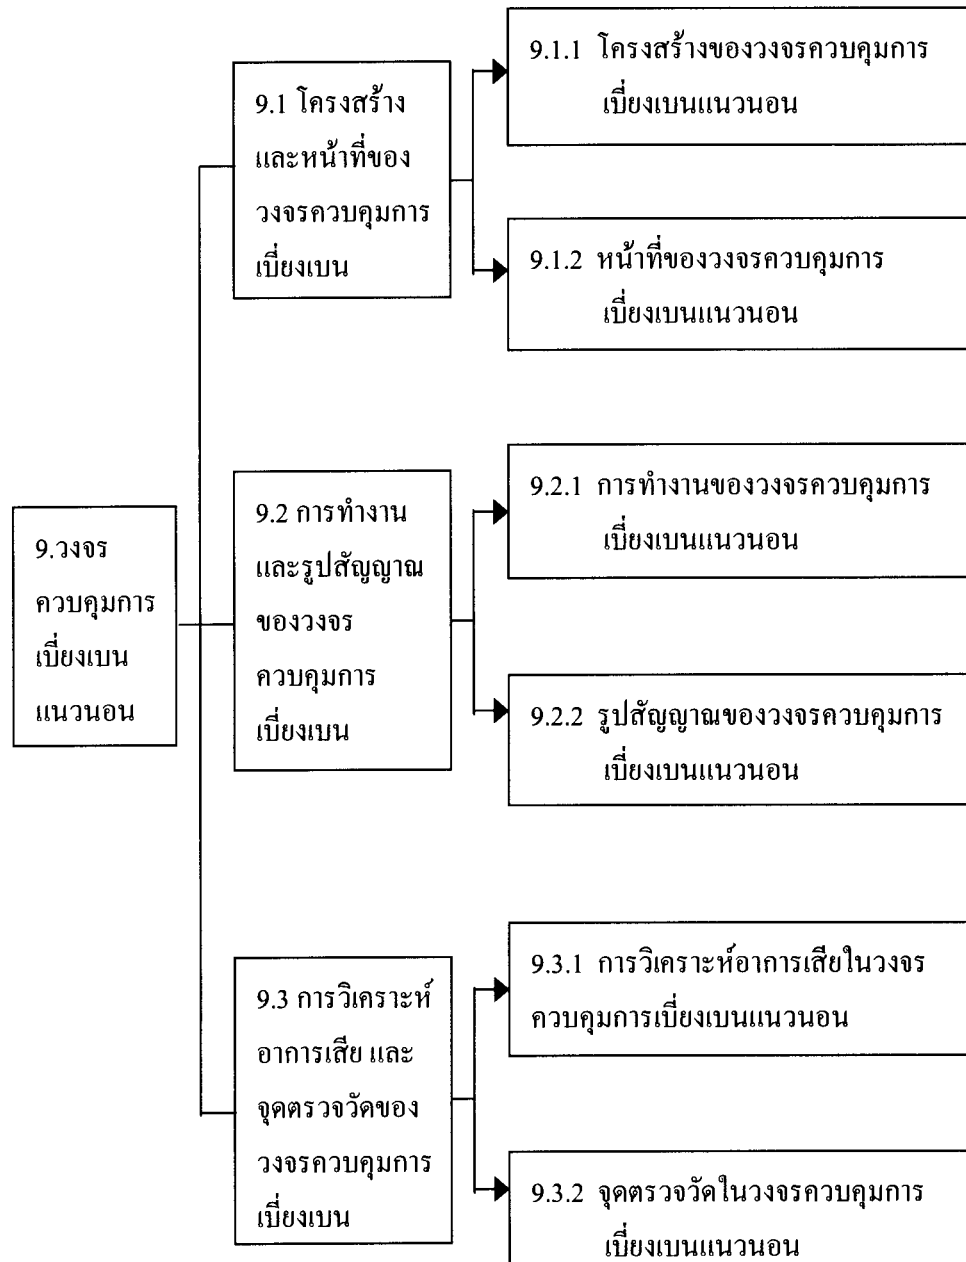 9.1.1 โครงสร้างของวงจรควบคุมการ
เบี่ยงเบนแนวนอน
9.1 โครงสร้าง
และหน้าที่ของ
วงจรควบคุมการ
เบี่ยงเบน
9.1.2 หน้าที่ของวงจรควบคุมการ
เบี่ยงเบนแนวนอน
9.วงจร
ควบคุมการ
เบี่ยงเบน
แนวนอน
9.2 การทำงาน
และรูปสัญญาณ
ของวงจร
ควบคุมการ
เบี่ยงเบน
9.2.1 การทำงานของวงจรควบคุมการ
เบี่ยงเบนแนวนอน
9.2.2 รูปสัญญาณของวงจรควบคุมการ
เบี่ยงเบนแนวนอน
9.3 การวิเคราะห์
อาการเสีย และ
จุดตรวจวัดของ
วงจรควบคุมการ
เบี่ยงเบน
9.3.1 การวิเคราะห์อาการเสียในวงจร
ควบคุมการเบี่ยงเบนแนวนอน
9.3.2 จุดตรวจวัดในวงจรควบคุมการ
เบี่ยงเบนแนวนอน